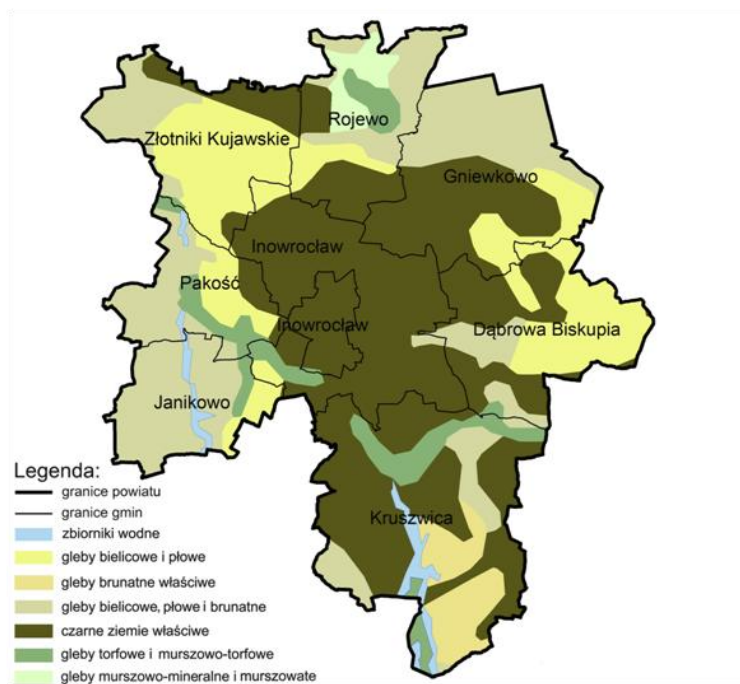 Rojewo
Złotniki Kujawskie
Gniewkowo
Inowrocław
Pakość
Inowrocław
Dąbrowa Biskupia
Janikowo
Kruszwica
Legenda:
granice powiatu
granice gmin
zbiorniki wodne
gleby bielicowe i płowe
gleby brunatne właściwe
gleby bielicowe, płowe i brunatne
czarne ziemie właściwe
gleby torfowe i murszowo-torfowe
gleby murszowo-mineralne i murszowate